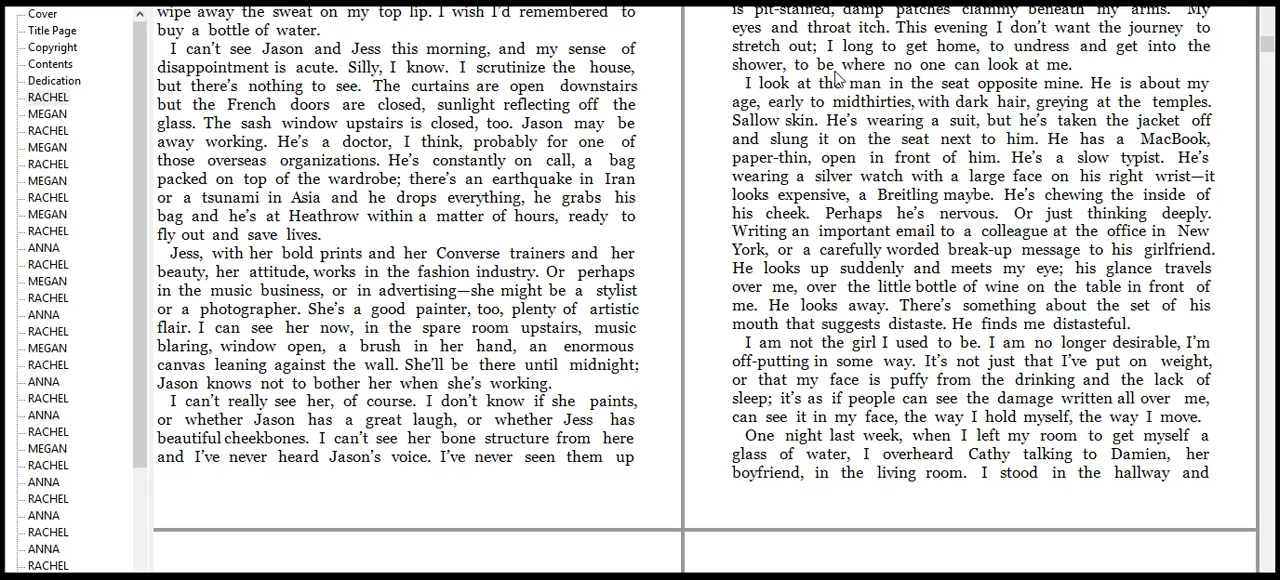 Cover
Title Page
Copyright
Contents
Dedication
RACHEL
MEGAN
RACHEL
MEGAN
RACHEL
MEGAN
RACHEL
MEGAN
RACHEL
ANNA
RACHEL
MEGAN
RACHEL
ANNA
RACHEL
MEGAN
RACHEL
ANNA
RACHEL
ANNA
RACHEL
MEGAN
RACHEL
ANNA
RACHEL
ANNA
RACHEL
ANNA
RACHEL
wipe away the sweat on my top lip. I wish I'd remembered to
buy a bottle of water.
I can't see Jason and Jess this morning, and my sense of
disappointment is acute. Silly, I know. I scrutinize the house,
but there's nothing to see. The curtains are open downstairs
but the French doors are closed, sunlight reflecting off the
glass. The sash window upstairs is closed, too. Jason may be
away working. He's a doctor, I think, probably for one of
those overseas organizations. He's constantly on call, a bag
packed on top of the wardrobe; there's an earthquake in Iran
or a tsunami in Asia and he drops everything, he grabs his
bag and he's at Heathrow within a matter of hours, ready to
fly out and save lives.
Jess, with her bold prints and her Converse trainers and her
beauty, her attitude, works in the fashion industry. Or perhaps
in the music business, or in advertising—she might be a stylist
or a photographer. She's a good painter, too, plenty of artistic
flair. I can see her now, in the spare room upstairs, music
blaring, window open, a brush in her hand, an enormous
canvas leaning against the wall. She'll be there until midnight;
Jason knows not to bother her when she's working.
I can't really see her, of course. I don't know if she paints,
or whether Jason has a great laugh, or whether Jess has
beautiful cheekbones. I can't see her bone structure from here
and I've never heard Jason's voice. I've never seen them up
is pit-stained, damp patches clammy beneath my arms. My
eyes and throat itch. This evening I don't want the journey to
stretch out; I long to get home, to undress and get into the
shower, to be where no one can look at me.
I look at the man in the seat opposite mine. He is about my
age, early to midthirties, with dark hair, greying at the temples.
Sallow skin. He's wearing a suit, but he's taken the jacket off
and slung it on the seat next to him. He has a MacBook,
paper-thin, open in front of him. He's a slow typist. He's
wearing a silver watch with a large face on his right wrist—it
looks expensive, a Breitling maybe. He's chewing the inside of
his cheek. Perhaps he's nervous. Or just thinking deeply.
Writing an important email to a colleague at the office in New
York, or a carefully worded break-up message to his girlfriend.
He looks up suddenly and meets my eye; his glance travels
over me, over the little bottle of wine on the table in front of
me. He looks away. There's something about the set of his
mouth that suggests distaste. He finds me distasteful.
I am not the girl I used to be. I am no longer desirable, I'm
off-putting in some way. It's not just that I've put on weight,
or that my face is puffy from the drinking and the lack of
sleep; it's as if people can see the damage written all over me,
can see it in my face, the way I hold myself, the way I move.
One night last week, when I left my room to get myself a
glass of water, I overheard Cathy talking to Damien, her
boyfriend, in the living room. I stood in the hallway and